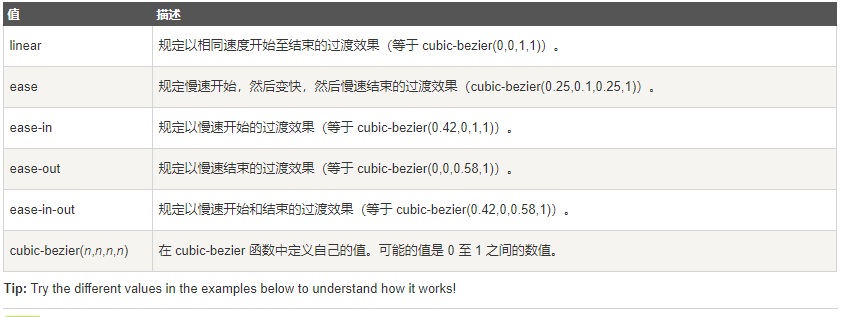 值 描述
linear 规定以相同速度开始至结束的过渡效果（等于 cubic-bezier(0,0,1,1)）。
ease 规定慢速开始，然后变快，然后慢速结束的过渡效果（cubic-bezier(0.25,0.1,0.25,1)）。
ease-in 规定以慢速开始的过渡效果（等于 cubic-bezier(0.42,0,1,1)）。
ease-out 规定以慢速结束的过渡效果（等于 cubic-bezier(0,0,0.58,1)）。
ease-in-out 规定以慢速开始和结束的过渡效果（等于 cubic-bezier(0.42,0,0.58,1)）。
cubic-bezier(n,n,n,n) 在 cubic-bezier 函数中定义自己的值。可能的值是 0 至 1 之间的数值。
Tip: Try the different values in the examples below to understand how it works!